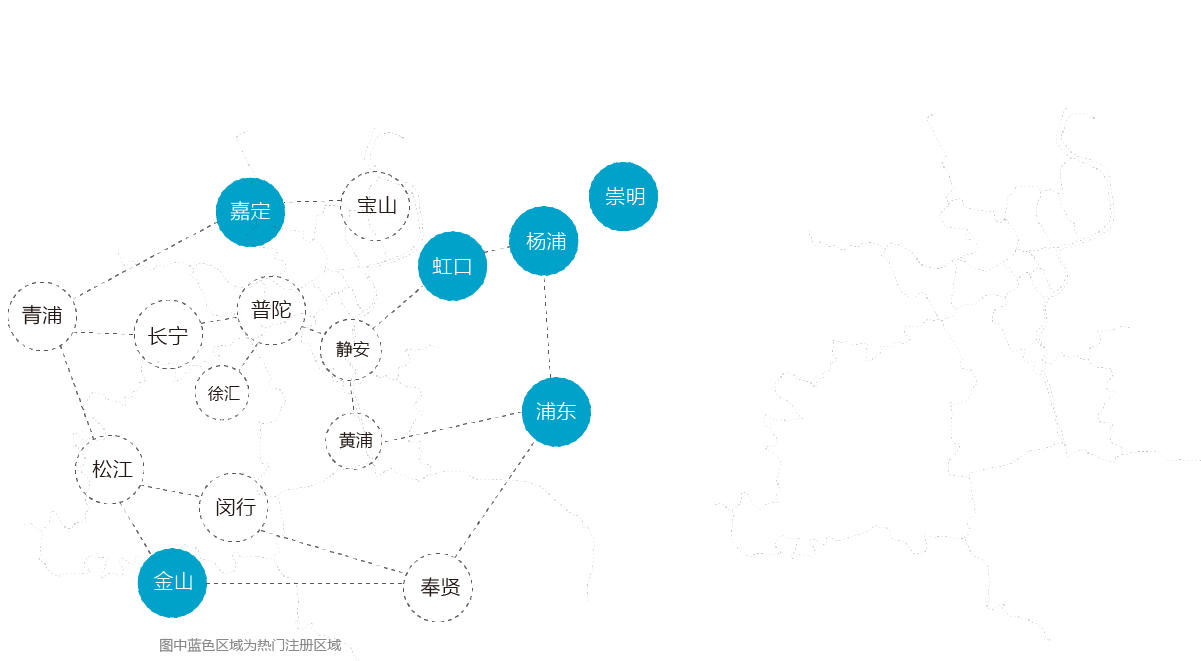 崇明
宝山
嘉定
杨浦
虹口
普陀
青浦
长宁
静安
徐汇
浦东
黄浦
松江
闵行
金山
奉贤
图中蓝色区域为热门注册区域